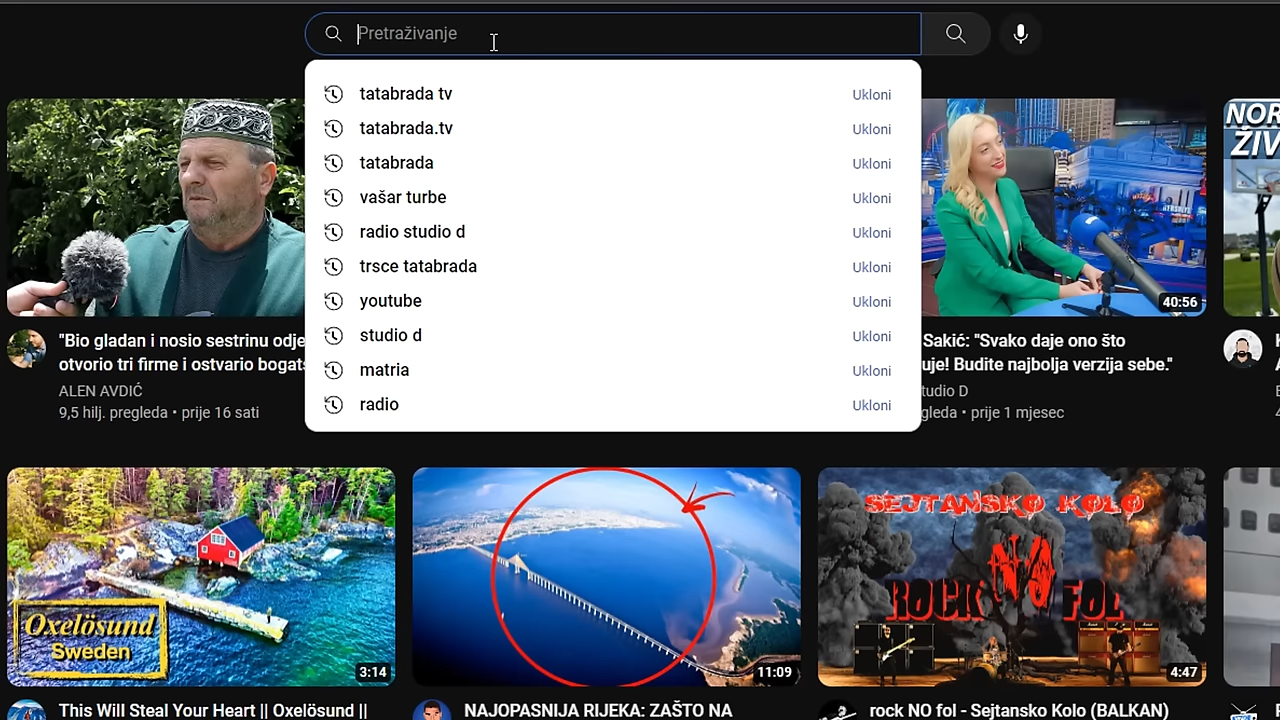 Pretraživanje
tatabrada tv Ukloni
tatabrada.tv Ukloni
tatabrada Ukloni
vašar turbe Ukloni
radio studio d Ukloni
trsce tatabrada Ukloni
youtube Ukloni
studio d Ukloni
matria Ukloni
radio Ukloni
40:56
NOR
ŽIV
"Bio gladan i nosio sestrinu odje
otvorio tri firme i ostvario bogats
ALEN AVDIĆ
9,5 hilj. pregleda • prije 16 sati
Sakić: "Svako daje ono što
uje! Budite najbolja verzija sebe."
tudio D
gleda • prije 1 mjesec
Oxelösund
Sweden
3:14
11:09
SEJTANSKO KOLO
ROCK NO FOL
4:47
This Will Steal Your Heart || Oxelösund ||
NAJOPASNIJA RIJEKA: ZAŠTO NA
rock NO fol - Sejtansko Kolo (BALKAN)